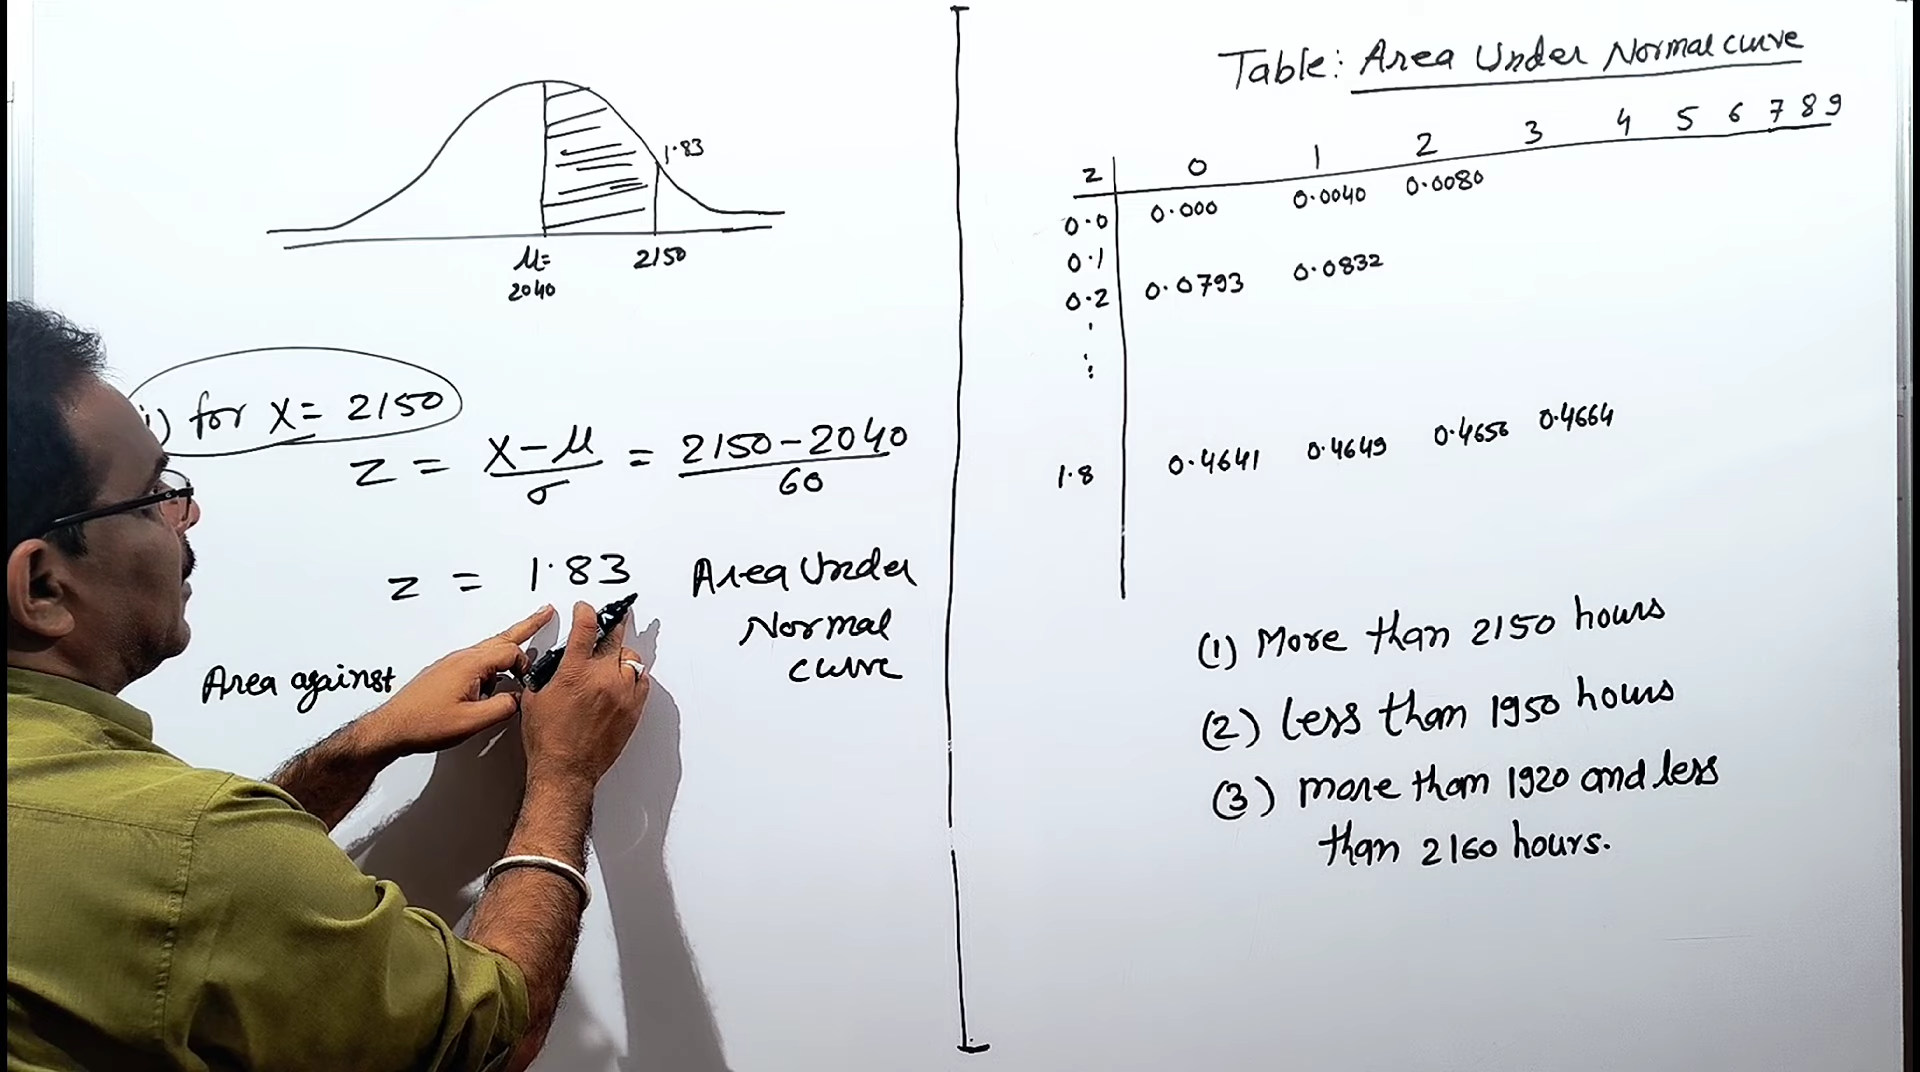 1.83
μ=
2040
2150
i) for X = 2150
Z = X-μ/σ = 2150-2040/60
Z = 1.83
Area Under
Normal
curve
Area against
Table: Area Under Normal curve
Z 0 1 2 3 4 5 6 7 8 9
0.0 0.000 0.0040 0.0080
0.1
0.2 0.0793 0.0832
1.8 0.4641 0.4649 0.4656 0.4664
(1) More than 2150 hours
(2) Less than 1950 hours
(3) more than 1920 and less
than 2160 hours.